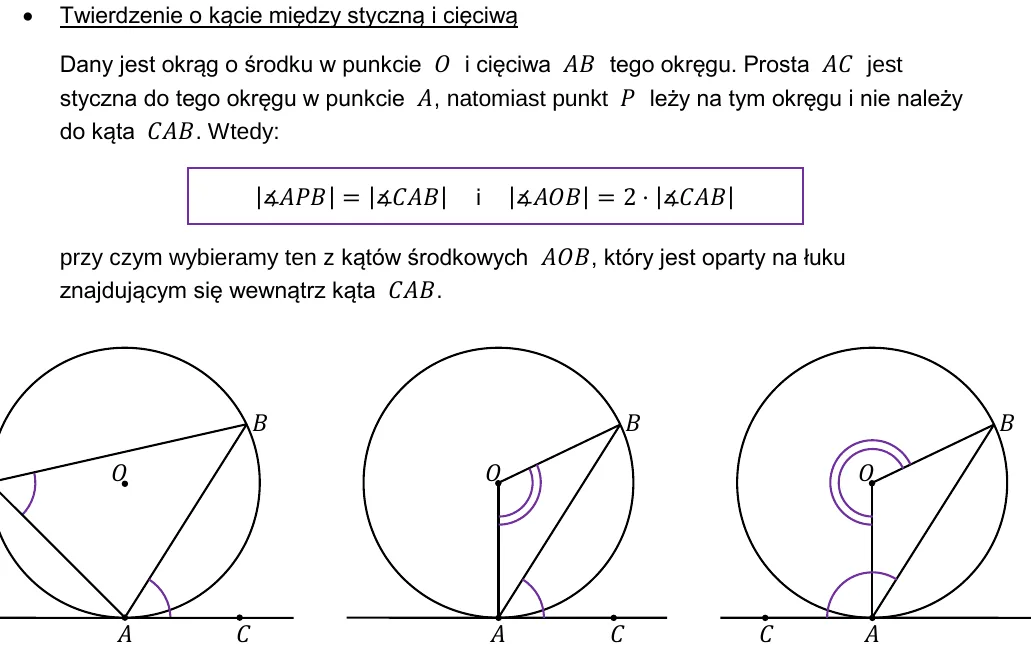 • Twierdzenie o kącie między styczną i cięciwą
Dany jest okrąg o środku w punkcie O i cięciwa AB tego okręgu. Prosta AC jest
styczna do tego okręgu w punkcie A, natomiast punkt P leży na tym okręgu i nie należy
do kąta CAB. Wtedy:
|∡APB| = |∡CAB| i |∡AOB| = 2 · |∡CAB|
przy czym wybieramy ten z kątów środkowych AOB, który jest oparty na łuku
znajdującym się wewnątrz kąta CAB.
B
O
A
C
B
O
A
C
B
O
C
A